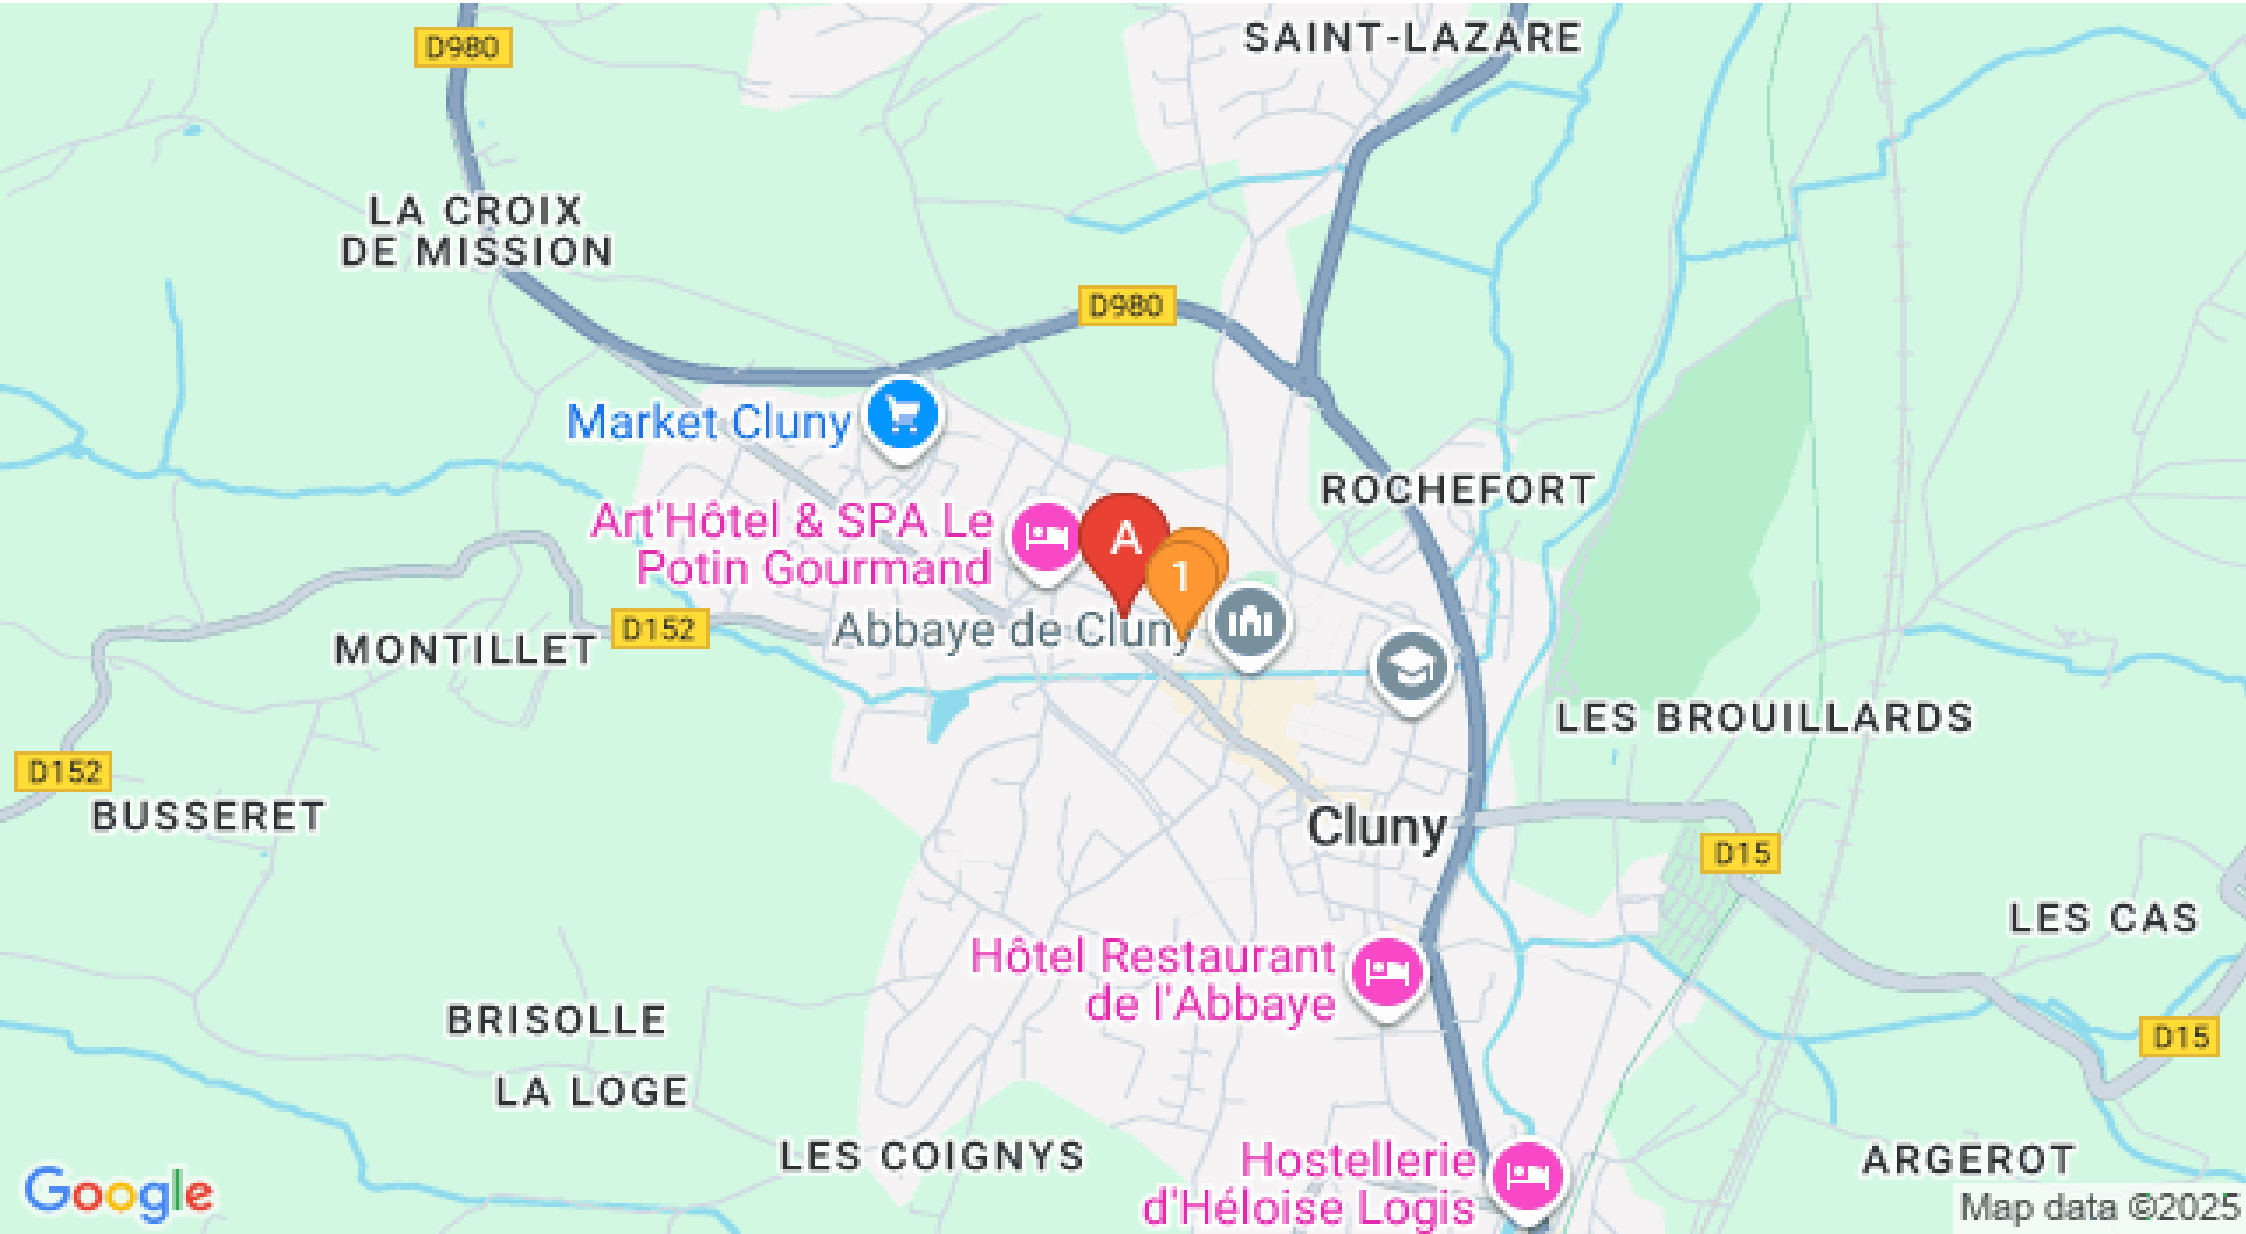 SAINT-LAZARE
D980
LA CROIX
DE MISSION
D980
Market Cluny
ROCHEFORT
Art'Hôtel & SPA Le
Potin Gourmand
A
1
Abbaye de Cluny
D152
MONTILLET
LES BROUILLARDS
D152
BUSSERET
Cluny
D15
LES CAS
Hôtel Restaurant
de l'Abbaye
BRISOLLE
D15
LA LOGE
LES COIGNYS
Hostellerie
d'Héloise Logis
ARGEROT
Google
Map data ©2025